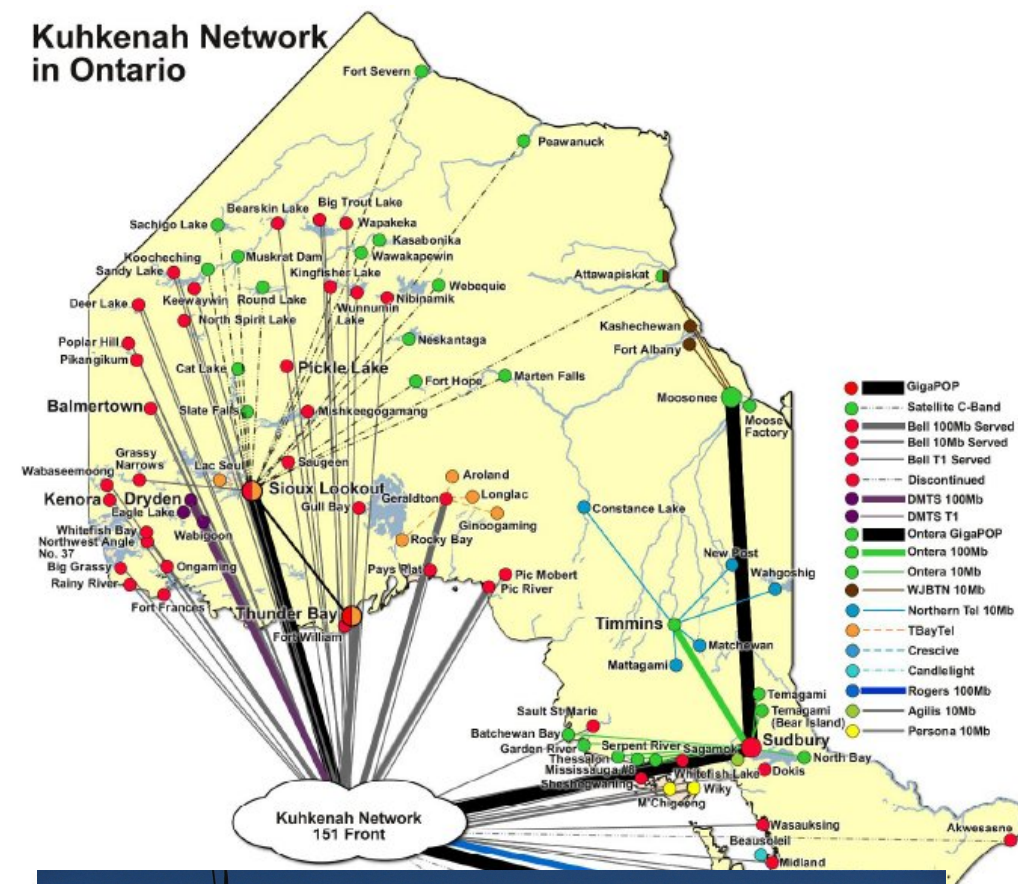 Kuhkenah Network
in Ontario
Fort Severn
Peawanuck
Big Trout Lake
Bearskin Lake
Sachigo Lake
Wapakeka
Kasabonika
Koocheching
Muskrat Dam
Wawakapewin
Sandy Lake
Kingfisher Lake
Attawapiskat
Keewaywin
Round Lake
Webequie
Deer Lake
Wunnumin
Lake
Nibinamik
North Spirit Lake
Kashechewan
Poplar Hill
Neskantaga
Fort Albany
Pikangikum
Cat Lake
Pickle Lake
Fort Hope
Marten Falls
Moosonee
Balmertown
Slate Falls
Mishkeegogamang
Moose
Factory
Grassy
Narrows
Lac Seul
Saugeen
Aroland
Wabaseemoong
Sioux Lookout
Kenora
Dryden
Geraldton
Longlac
Eagle Lake
Gull Bay
Constance Lake
Ginoogaming
Whitefish Bay
Wabigoon
Northwest Angle
No. 37
Rocky Bay
New Post
Big Grassy
Ongaming
Pays Plat
Pic Mobert
Wahgoshig
Rainy River
Pic River
Fort Frances
Thunder Bay
Timmins
Fort William
Matchewan
Mattagami
Temagami
Sault St Marie
Temagami
(Bear Island)
Batchewan Bay
Garden River
Serpent River
Sagamok
Sudbury
Thessalon
North Bay
Mississauga #8
Whitefish Lake
Dokis
Sheshegwaning
Wiky
M'Chigeeng
Kuhkenah Network
151 Front
Wasauksing
Akwesasne
Beausoleil
Midland
GigaPOP
Satellite C-Band
Bell 100Mb Served
Bell 10Mb Served
Bell T1 Served
Discontinued
DMTS 100Mb
DMTS T1
Ontera GigaPOP
Ontera 100Mb
Ontera 10Mb
WJBTN 10Mb
Northern Tel 10Mb
TBayTel
Crescive
Candlelight
Rogers 100Mb
Agilis 10Mb
Persona 10Mb